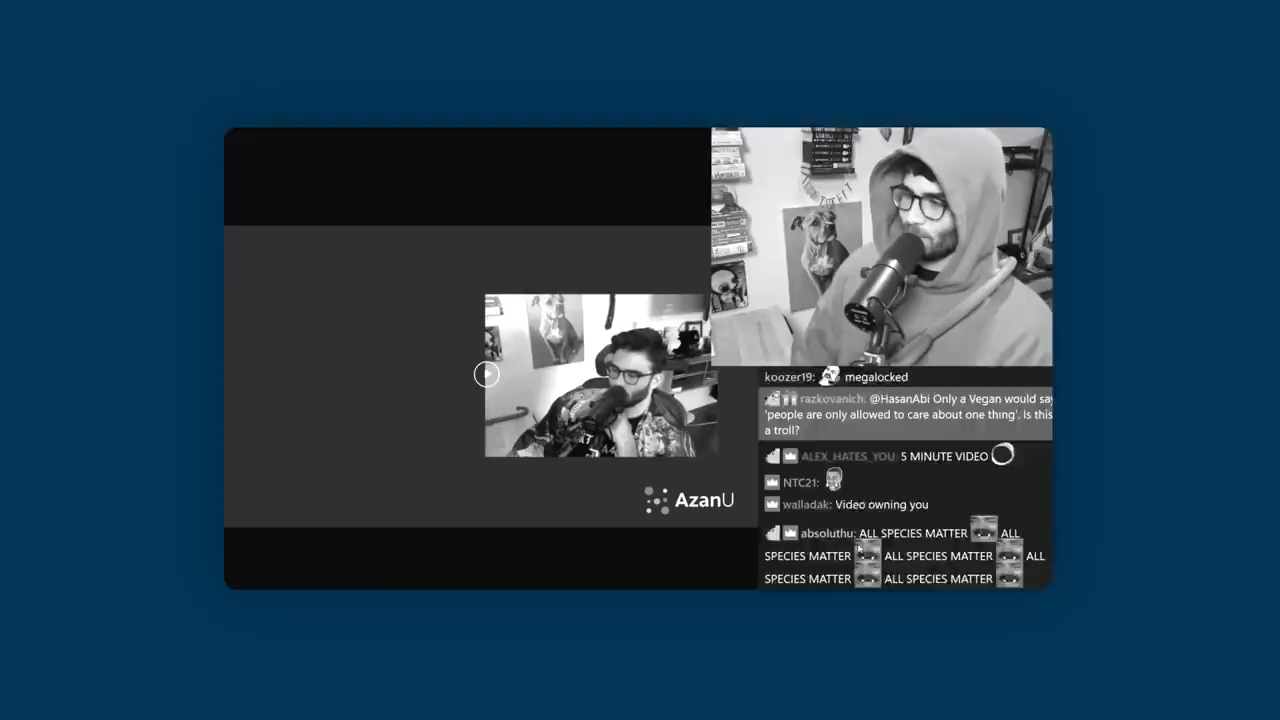 koozer19: megalocked
razkovanich: @HasanAbi Only a Vegan would say
'people are only allowed to care about one thing'. Is this
a troll?
ALEX_HATES_YOU: 5 MINUTE VIDEO
NTC21:
walladak: Video owning you
AzanU
absoluthu: ALL SPECIES MATTER ALL
SPECIES MATTER ALL SPECIES MATTER ALL
SPECIES MATTER ALL SPECIES MATTER